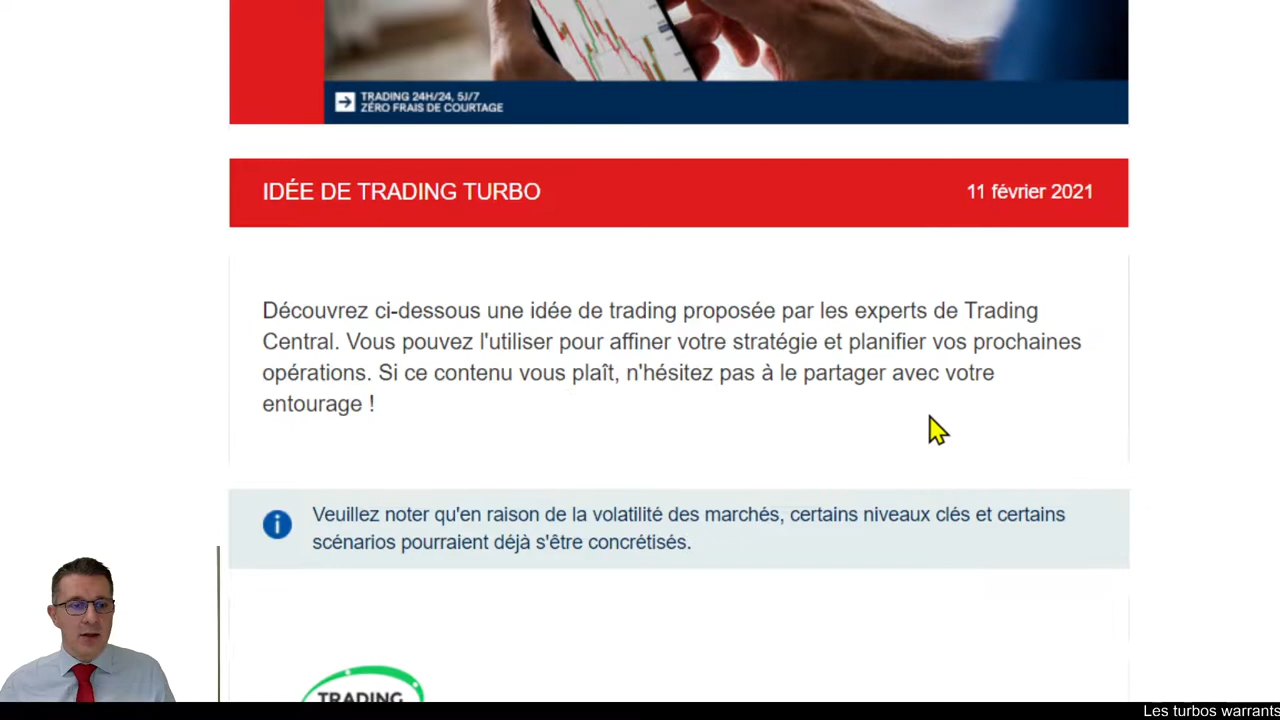 TRADING 24H/24, 5J/7
ZÉRO FRAIS DE COURTAGE
IDÉE DE TRADING TURBO
11 février 2021
Découvrez ci-dessous une idée de trading proposée par les experts de Trading
Central. Vous pouvez l'utiliser pour affiner votre stratégie et planifier vos prochaines
opérations. Si ce contenu vous plaît, n'hésitez pas à le partager avec votre
entourage !
Veuillez noter qu'en raison de la volatilité des marchés, certains niveaux clés et certains
scénarios pourraient déjà s'être concrétisés.
TRADING
Les turbos warrants